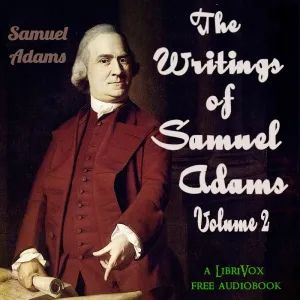 Samuel
Adams
The
Writings
of
Samuel
Adams
Volume 2
a LibriVox
free audiobook